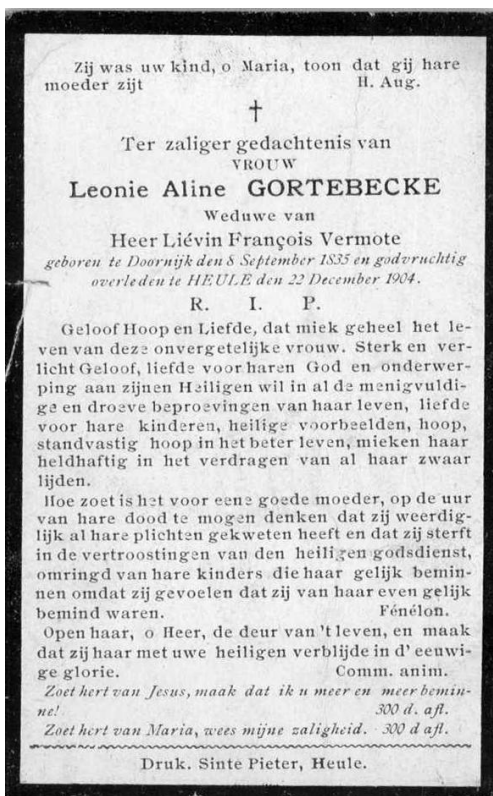 Zij was uw kind, o Maria, toon dat gij hare
moeder zijt H. Aug.
†
Ter zaliger gedachtenis van
VROUW
Leonie Aline GORTEBECKE
Weduwe van
Heer Liévin François Vermote
geboren te Doornijk den 8 September 1835 en godvruchtig
overleden te HEULE den 22 December 1904.
R. I. P.
Geloof Hoop en Liefde, dat miek geheel het le-
ven van deze onvergetelijke vrouw. Sterk en ver-
licht Geloof, liefde voor haren God en onderwer-
ping aan zijnen Heiligen wil in al de menigvuldi-
ge en droeve beproevingen van haar leven, liefde
voor hare kinderen, heilige voorbeelden, hoop,
standvastig hoop in het beter leven, mieken haar
heldhaftig in het verdragen van al haar zwaar
lijden.
Hoe zoet is het voor eene goede moeder, op de uur
van hare dood te mogen denken dat zij weerdig-
lijk al hare plichten gekweten heeft en dat zij sterft
in de vertroostingen van den heiligen godsdienst,
omringd van hare kinders die haar gelijk bemin-
nen omdat zij gevoelen dat zij van haar even gelijk
bemind waren. Fénélon.
Open haar, o Heer, de deur van 't leven, en maak
dat zij haar met uwe heiligen verblijde in d' eeuwi-
ge glorie. Comm. anim.
Zoet hert van Jesus, maak dat ik u meer en meer bemin-
ne! 300 d. afl.
Zoet hert van Maria, wees mijne zaligheid. 300 d afl.
Druk. Sinte Pieter, Heule.